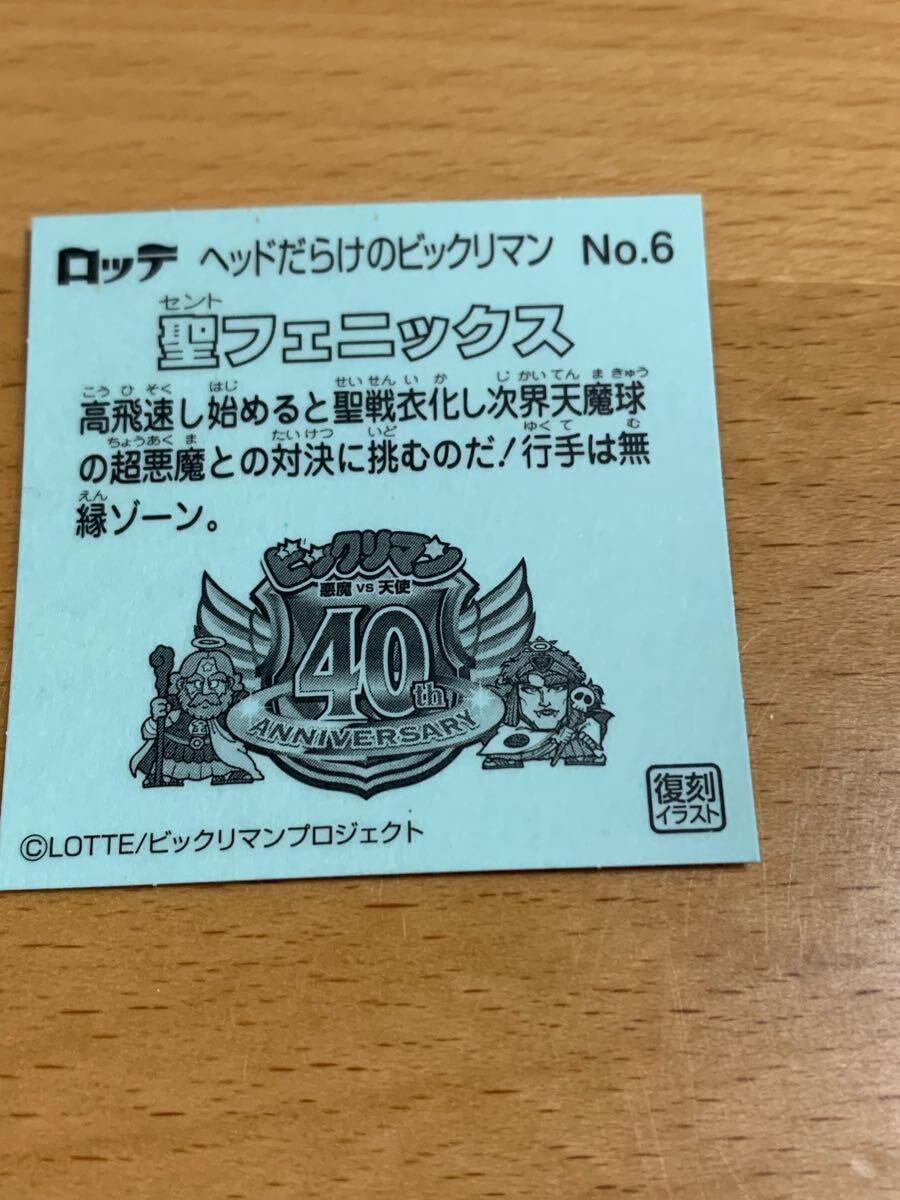 ロッテ ヘッドだらけのビックリマン No.6
セント
聖フェニックス
こうひそく はじ せいせんいか じかいてんまきゅう
高飛速し始めると聖戦衣化し次界天魔球
ちょうあくま たいけつ いど ゆくて む
の超悪魔との対決に挑むのだ!行手は無
えん
縁ゾーン。
ビックリマン
悪魔 VS 天使
40th
ANNIVERSARY
復刻
イラスト
©LOTTE/ビックリマンプロジェクト